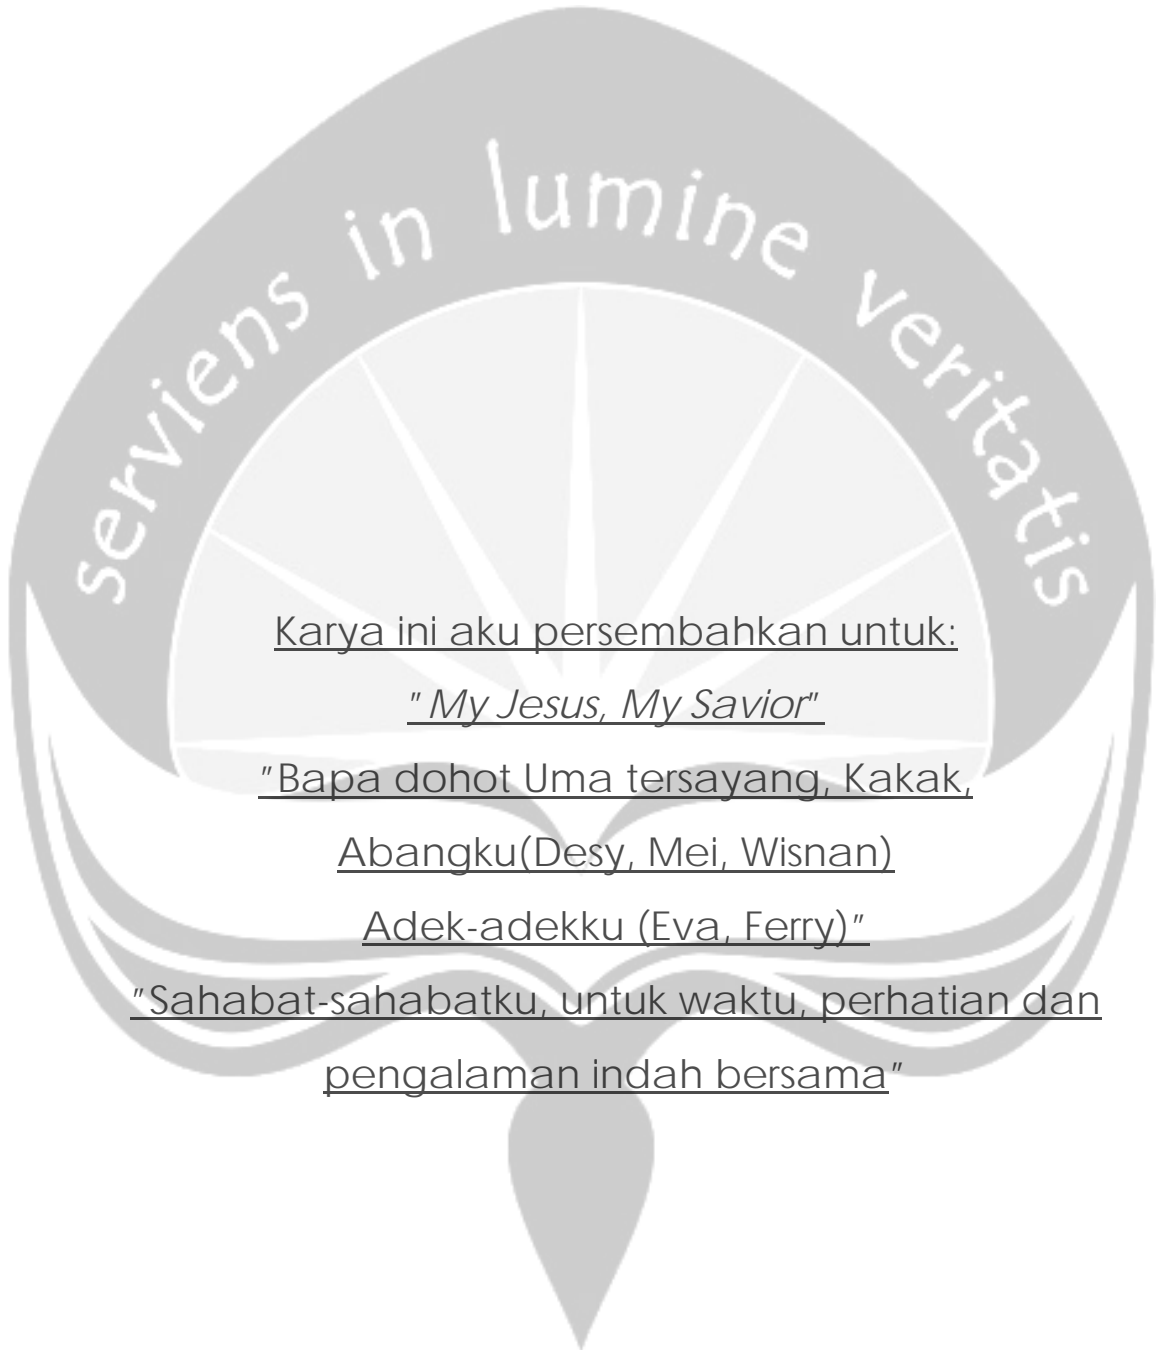 serviens in lumine veritatis
Karya ini aku persembahkan untuk:
"My Jesus, My Savior"
"Bapa dohot Uma tersayang, Kakak,
Abangku(Desy, Mei, Wisnan)
Adek-adekku (Eva, Ferry)"
"Sahabat-sahabatku, untuk waktu, perhatian dan
pengalaman indah bersama"